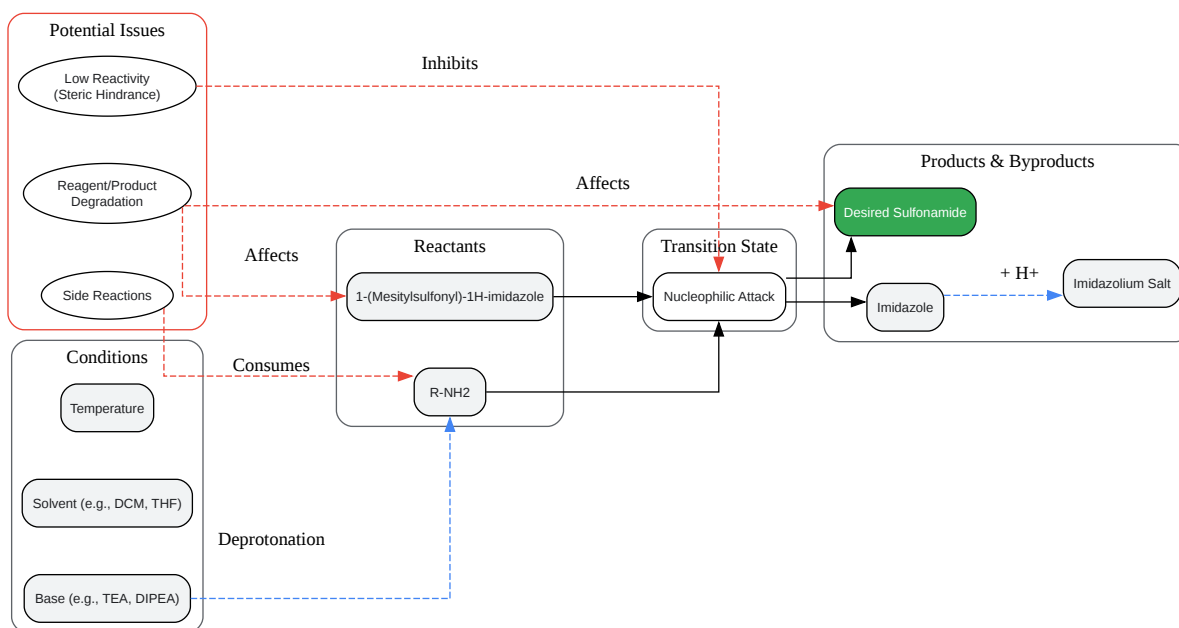 Potential Issues
Low Reactivity
(Steric Hindrance)
Inhibits
Reagent/Product
Degradation
Affects
Affects
Side Reactions
Consumes
Conditions
Temperature
Solvent (e.g., DCM, THF)
Deprotonation
Base (e.g., TEA, DIPEA)
Reactants
1-(Mesitylsulfonyl)-1H-imidazole
R-NH2
Transition State
Nucleophilic Attack
Products & Byproducts
Desired Sulfonamide
Imidazole
+ H+
Imidazolium Salt